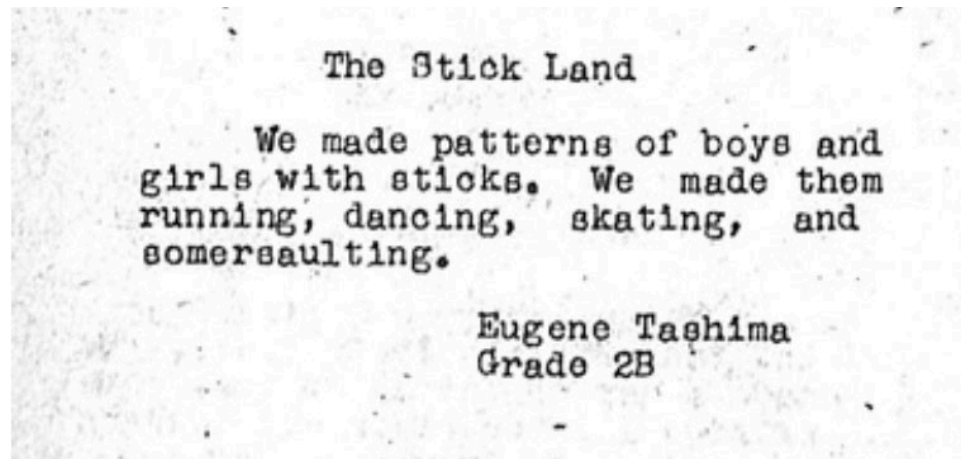 The Stick Land
We made patterns of boys and
girls with sticks. We made them
running, dancing, skating, and
somersaulting.
Eugene Tashima
Grade 2B